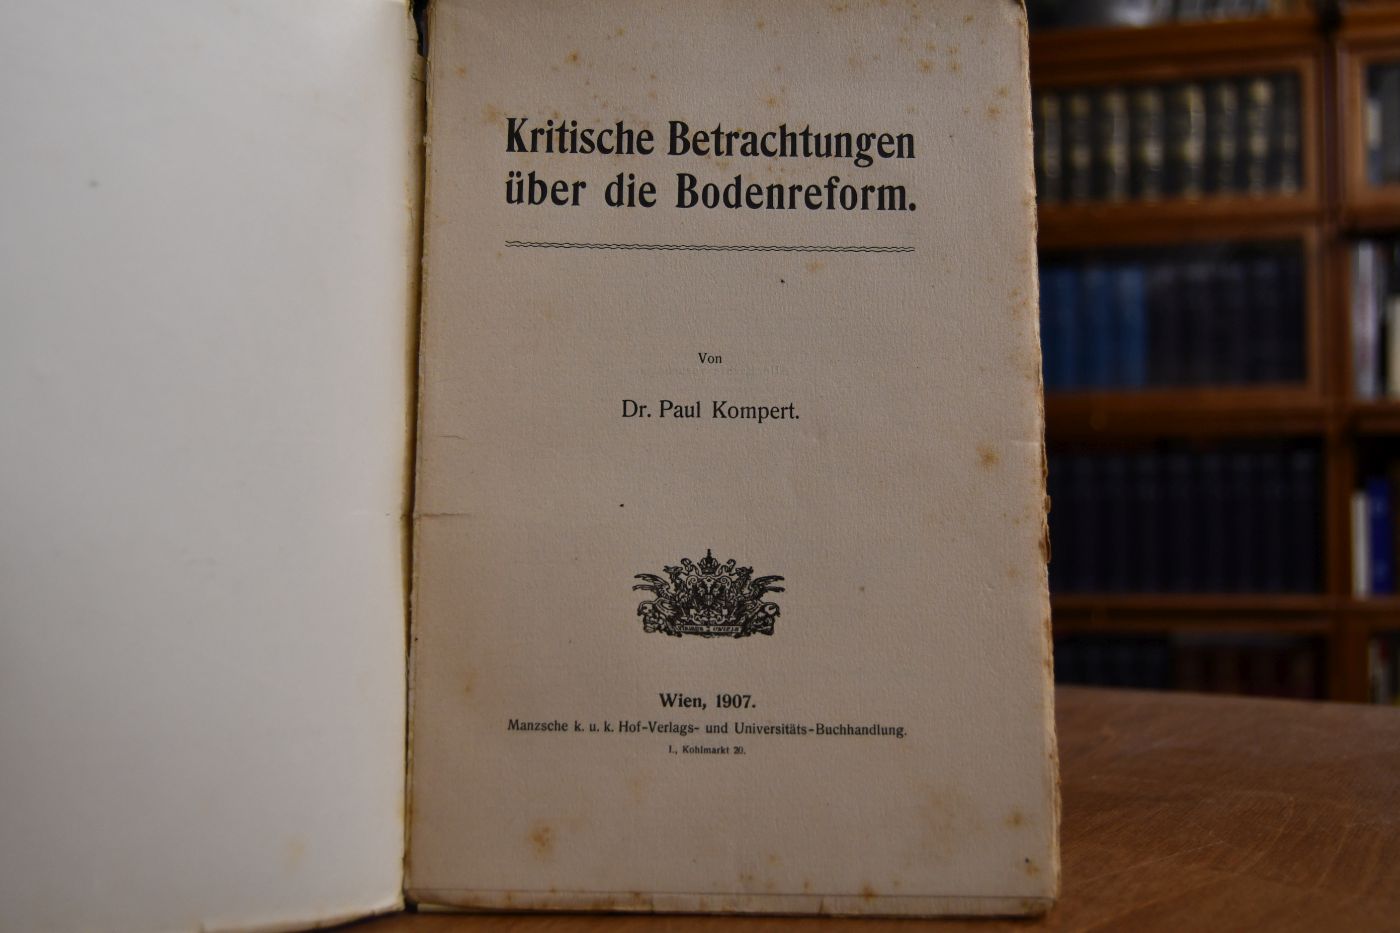 Kritische Betrachtungen
über die Bodenreform.
Von
Dr. Paul Kompert.
Wien, 1907.
Manzsche k. u. k. Hof-Verlags- und Universitäts-Buchhandlung.
I., Kohlmarkt 20.